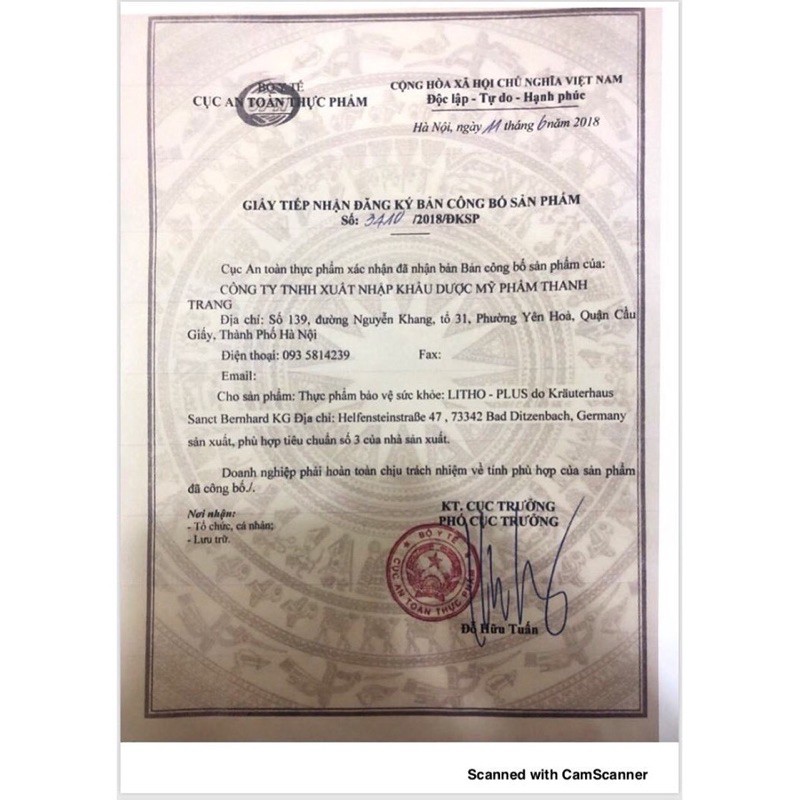 BỘ Y TẾ
CỤC AN TOÀN THỰC PHẨM
CỘNG HÒA XÃ HỘI CHỦ NGHĨA VIỆT NAM
Độc lập - Tự do - Hạnh phúc
Hà Nội, ngày 11 tháng 6 năm 2018
GIẤY TIẾP NHẬN ĐĂNG KÝ BẢN CÔNG BỐ SẢN PHẨM
Số: 3410 /2018/ĐKSP
Cục An toàn thực phẩm xác nhận đã nhận bản Bản công bố sản phẩm của:
CÔNG TY TNHH XUẤT NHẬP KHẨU DƯỢC MỸ PHẨM THANH
TRANG
Địa chỉ: Số 139, đường Nguyễn Khang, tổ 31, Phường Yên Hoà, Quận Cầu
Giấy, Thành Phố Hà Nội
Điện thoại: 093 5814239 Fax:
Email:
Cho sản phẩm: Thực phẩm bảo vệ sức khỏe: LITHO - PLUS do Kräuterhaus
Sanct Bernhard KG Địa chỉ: Helfensteinstraße 47 , 73342 Bad Ditzenbach, Germany
sản xuất, phù hợp tiêu chuẩn số 3 của nhà sản xuất.
Doanh nghiệp phải hoàn toàn chịu trách nhiệm về tính phù hợp của sản phẩm
đã công bố./.
Nơi nhận:
- Tổ chức, cá nhân;
- Lưu trữ.
KT. CỤC TRƯỞNG
PHÓ CỤC TRƯỞNG
BỘ Y TẾ
CỤC AN TOÀN THỰC PHẨM
Đỗ Hữu Tuấn
Scanned with CamScanner